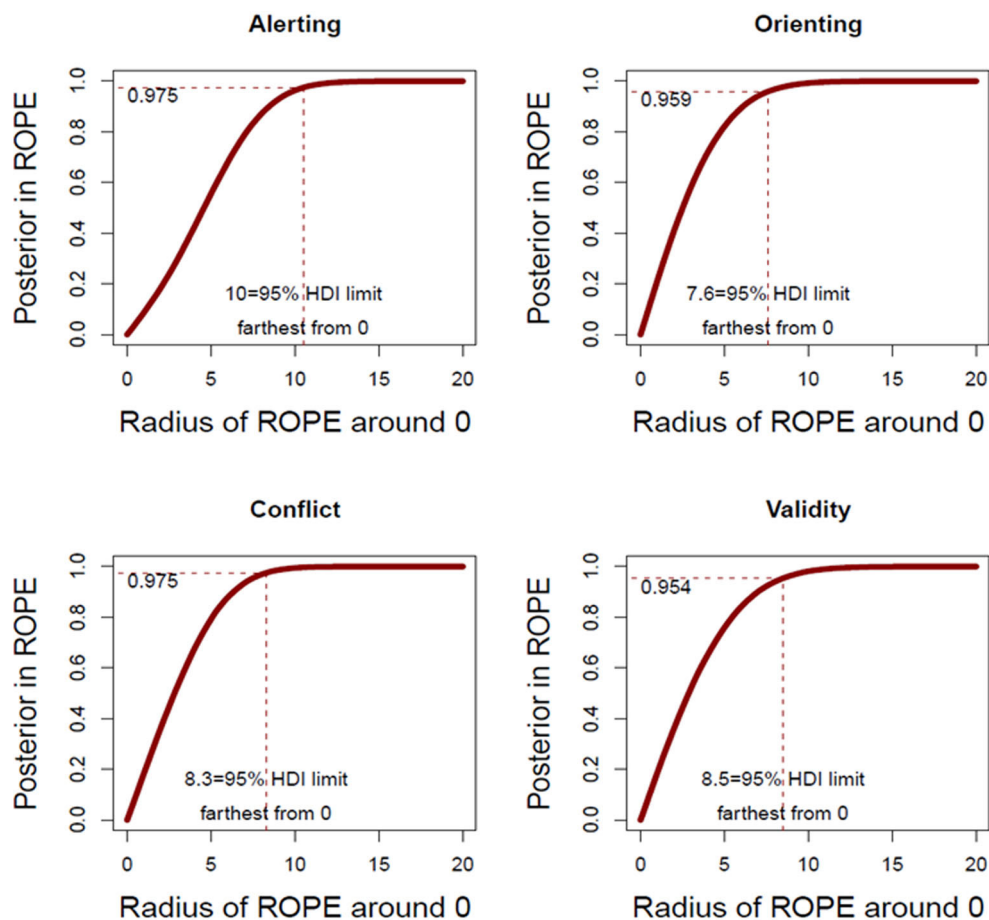 Alerting
Posterior in ROPE
0.0 0.2 0.4 0.6 0.8 1.0
0.975
10=95% HDI limit
farthest from 0
0 5 10 15 20
Radius of ROPE around 0
Orienting
Posterior in ROPE
0.0 0.2 0.4 0.6 0.8 1.0
0.959
7.6=95% HDI limit
farthest from 0
0 5 10 15 20
Radius of ROPE around 0
Conflict
Posterior in ROPE
0.0 0.2 0.4 0.6 0.8 1.0
0.975
8.3=95% HDI limit
farthest from 0
0 5 10 15 20
Radius of ROPE around 0
Validity
Posterior in ROPE
0.0 0.2 0.4 0.6 0.8 1.0
0.954
8.5=95% HDI limit
farthest from 0
0 5 10 15 20
Radius of ROPE around 0